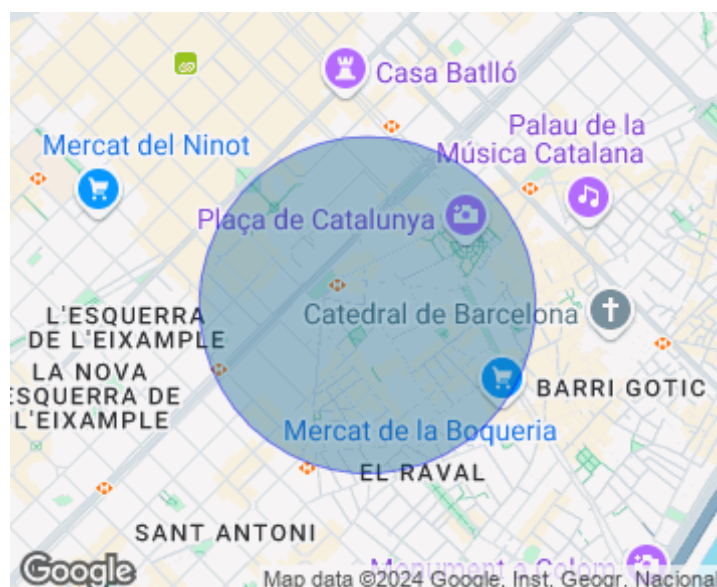 Casa Batlló
Palau de la
Música Catalana
Mercat del Ninot
Plaça de Catalunya
L'ESQUERRA
DE L'EIXAMPLE
Catedral de Barcelona
LA NOVA
ESQUERRA DE
L'EIXAMPLE
BARRI GOTIC
Mercat de la Boqueria
EL RAVAL
SANT ANTONI
Monument a Colom
Google
Map data ©2024 Google, Inst. Geogr. Nacional